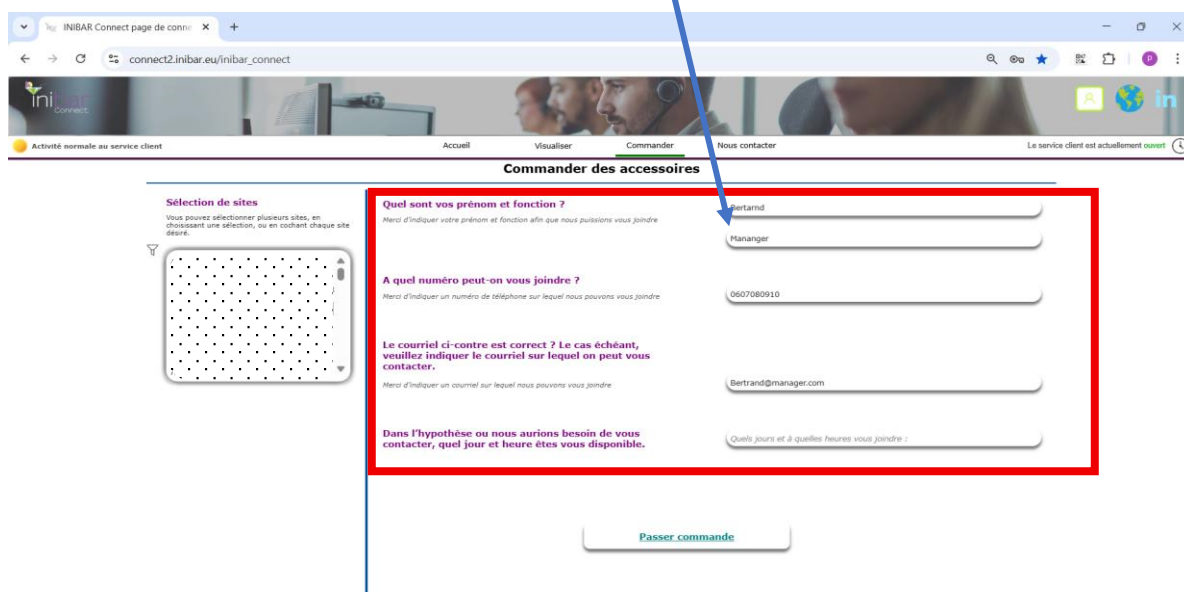 INIBAR Connect page de conne
connect2.inibar.eu/inibar_connect
P
inibar
Connect.
in
Activité normale au service client
Accueil
Visualiser
Commander
Nous contacter
Le service client est actuellement ouvert
Commander des accessoires
Sélection de sites
Vous pouvez sélectionner plusieurs sites, en
choisissant une sélection, ou en cochant chaque site
désiré.
Quel sont vos prénom et fonction ?
Merci d'indiquer votre prénom et fonction afin que nous puissions vous joindre
Bertarnd
Mananger
A quel numéro peut-on vous joindre ?
Merci d'indiquer un numéro de téléphone sur lequel nous pouvons vous joindre
0607080910
Le courriel ci-contre est correct ? Le cas échéant,
veuillez indiquer le courriel sur lequel on peut vous
contacter.
Merci d'indiquer un courriel sur lequel nous pouvons vous joindre
Bertrand@manager.com
Dans l'hypothèse ou nous aurions besoin de vous
contacter, quel jour et heure êtes vous disponible.
Quels jours et à quelles heures vous joindre :
Passer commande